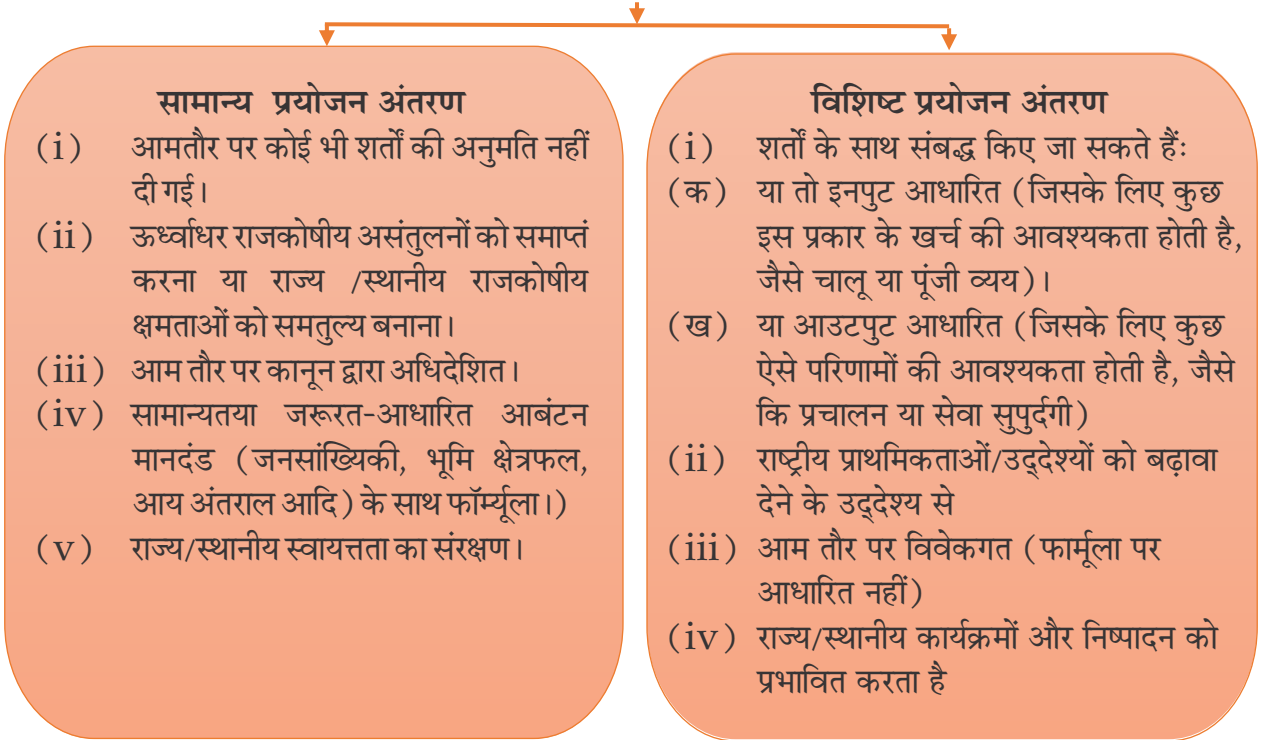 सामान्य प्रयोजन अंतरण
(i) आमतौर पर कोई भी शर्तों की अनुमति नहीं
दी गई।
(ii) ऊर्ध्वाधर राजकोषीय असंतुलनों को समाप्तं
करना या राज्य /स्थानीय राजकोषीय
क्षमताओं को समतुल्य बनाना।
(iii) आम तौर पर कानून द्वारा अधिदेशित।
(iv) सामान्यतया जरूरत-आधारित आबंटन
मानदंड (जनसांख्यिकी, भूमि क्षेत्रफल,
आय अंतराल आदि) के साथ फॉर्म्यूला।)
(v) राज्य/स्थानीय स्वायत्तता का संरक्षण।
विशिष्ट प्रयोजन अंतरण
(i) शर्तों के साथ संबद्ध किए जा सकते हैंः
(क) या तो इनपुट आधारित (जिसके लिए कुछ
इस प्रकार के खर्च की आवश्यकता होती है,
जैसे चालू या पूंजी व्यय)।
(ख) या आउटपुट आधारित (जिसके लिए कुछ
ऐसे परिणामों की आवश्यकता होती है, जैसे
कि प्रचालन या सेवा सुपुर्दगी)
(ii) राष्ट्रीय प्राथमिकताओं/उद्देश्यों को बढ़ावा
देने के उद्देश्य से
(iii) आम तौर पर विवेकगत (फार्मूला पर
आधारित नहीं)
(iv) राज्य/स्थानीय कार्यक्रमों और निष्पादन को
प्रभावित करता है